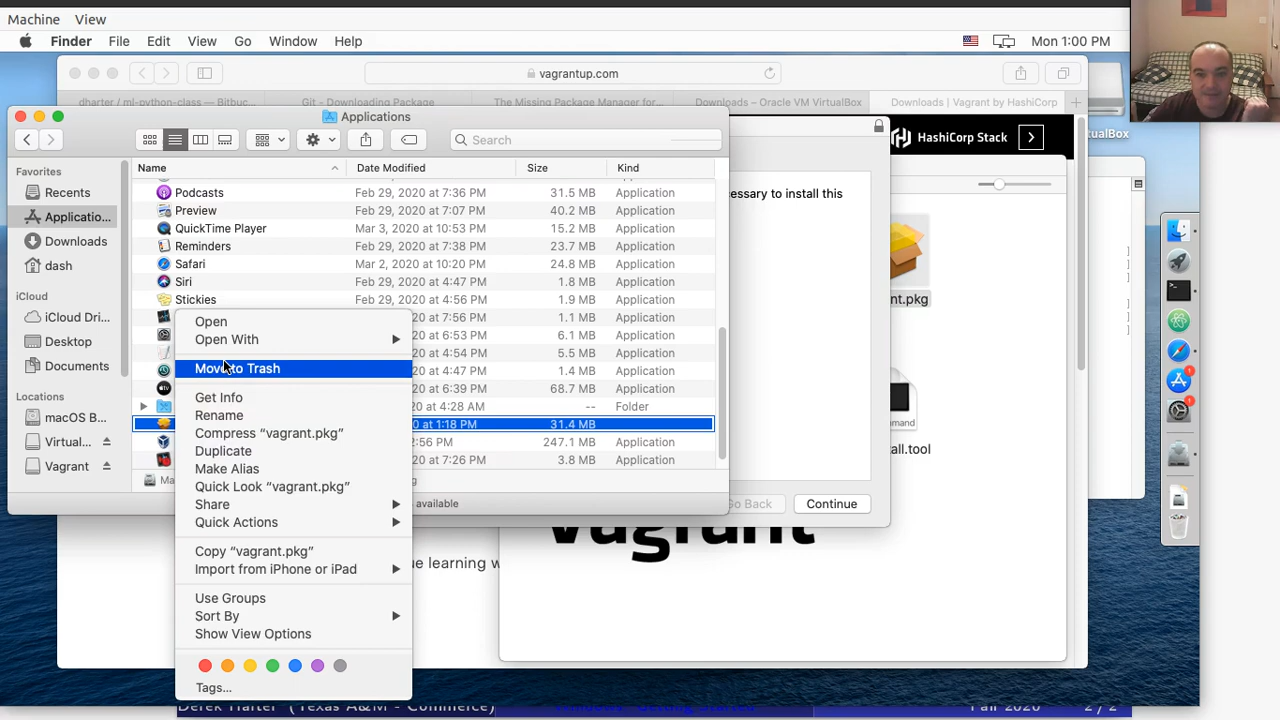 Machine View
Finder File Edit View Go Window Help Mon 1:00 PM
vagrantup.com
dharter / ml-python-class — Bitbuc... Git - Downloading Package The Missing Package Manager for... Downloads – Oracle VM VirtualBox Downloads | Vagrant by HashiCorp
Applications
HashiCorp Stack
Search
Name Date Modified Size Kind
Favorites
Recents
Applicatio...
Downloads
dash
iCloud
iCloud Dri...
Desktop
Documents
Locations
macOS B...
Virtual...
Vagrant
Podcasts Feb 29, 2020 at 7:36 PM 31.5 MB Application
Preview Feb 29, 2020 at 7:07 PM 40.2 MB Application
QuickTime Player Mar 3, 2020 at 10:53 PM 15.2 MB Application
Reminders Feb 29, 2020 at 7:38 PM 23.7 MB Application
Safari Mar 2, 2020 at 10:20 PM 24.8 MB Application
Siri Feb 29, 2020 at 4:47 PM 1.8 MB Application
Stickies Feb 29, 2020 at 4:56 PM 1.9 MB Application
20 at 7:56 PM 1.1 MB Application
20 at 6:53 PM 6.1 MB Application
20 at 4:54 PM 5.5 MB Application
20 at 4:47 PM 1.4 MB Application
20 at 6:39 PM 68.7 MB Application
20 at 4:28 AM -- Folder
0 at 1:18 PM 31.4 MB
2:56 PM 247.1 MB Application
20 at 7:26 PM 3.8 MB Application
available
Open
Open With
Move to Trash
Get Info
Rename
Compress “vagrant.pkg”
Duplicate
Make Alias
Quick Look “vagrant.pkg”
Share
Quick Actions
Copy “vagrant.pkg”
Import from iPhone or iPad
Use Groups
Sort By
Show View Options
Tags...
cessary to install this
Go Back Continue
nt.pkg
mand
all.tool
Vagrant
ue learning w
Derek Harter (Texas A&M - Commerce) Windows: Getting Started Fall 2020 2 / 2